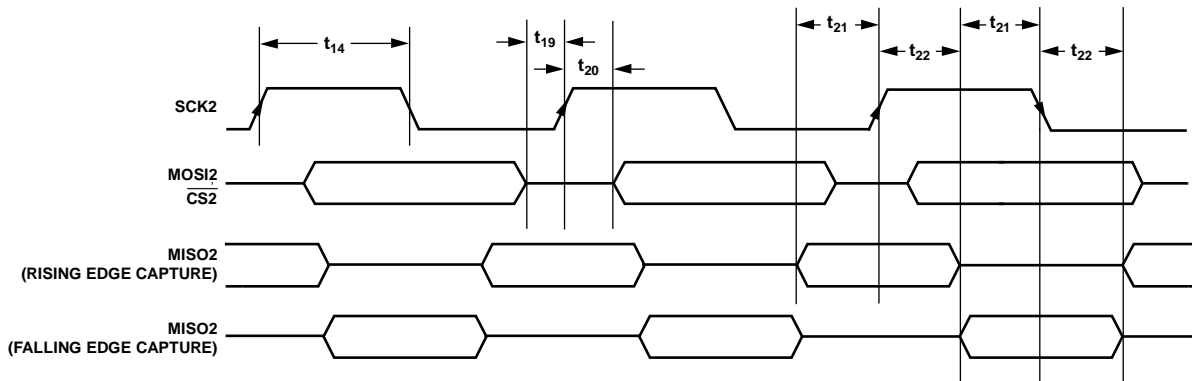 t14
t19
t20
t21
t22
t21
t22
SCK2
MOSI2,
CS2
MISO2
(RISING EDGE CAPTURE)
MISO2
(FALLING EDGE CAPTURE)